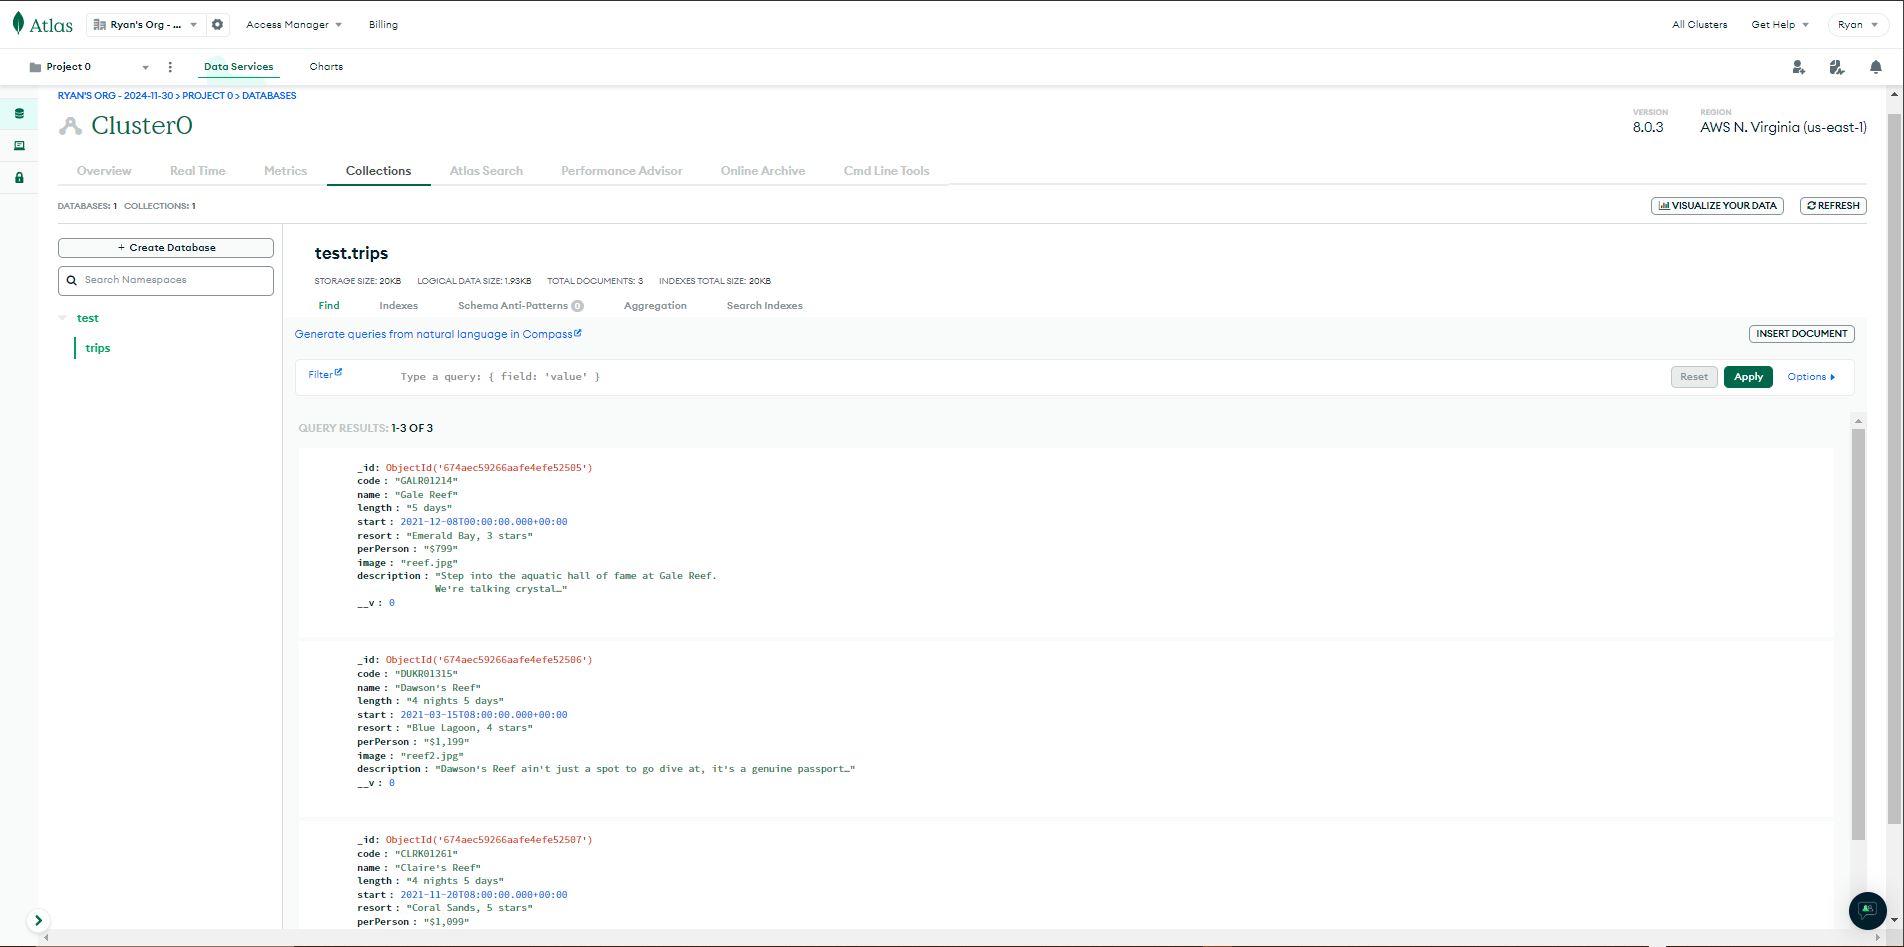 Atlas
Ryan's Org - ...
Access Manager
Billing
All Clusters
Get Help
Ryan
Project 0
Data Services
Charts
RYAN'S ORG - 2024-11-30 > PROJECT 0 > DATABASES
Cluster0
VERSION
8.0.3
REGION
AWS N. Virginia (us-east-1)
Overview
Real Time
Metrics
Collections
Atlas Search
Performance Advisor
Online Archive
Cmd Line Tools
DATABASES: 1 COLLECTIONS: 1
VISUALIZE YOUR DATA
REFRESH
+ Create Database
Search Namespaces
test
trips
test.trips
STORAGE SIZE: 20KB LOGICAL DATA SIZE: 1.93KB TOTAL DOCUMENTS: 3 INDEXES TOTAL SIZE: 20KB
Find
Indexes
Schema Anti-Patterns 0
Aggregation
Search Indexes
Generate queries from natural language in Compass
INSERT DOCUMENT
Filter
Type a query: { field: 'value' }
Reset
Apply
Options
QUERY RESULTS: 1-3 OF 3
_id: ObjectId('674aec59266aafe4efe52505')
code : "GALR01214"
name : "Gale Reef"
length : "5 days"
start : 2021-12-08T00:00:00.000+00:00
resort : "Emerald Bay, 3 stars"
perPerson : "$799"
image : "reef.jpg"
description : "Step into the aquatic hall of fame at Gale Reef.
We're talking crystal…"
__v : 0
_id: ObjectId('674aec59266aafe4efe52506')
code : "DUKR01315"
name : "Dawson's Reef"
length : "4 nights 5 days"
start : 2021-03-15T08:00:00.000+00:00
resort : "Blue Lagoon, 4 stars"
perPerson : "$1,199"
image : "reef2.jpg"
description : "Dawson's Reef ain't just a spot to go dive at, it's a genuine passport…"
__v : 0
_id: ObjectId('674aec59266aafe4efe52507')
code : "CLRK01261"
name : "Claire's Reef"
length : "4 nights 5 days"
start : 2021-11-20T08:00:00.000+00:00
resort : "Coral Sands, 5 stars"
perPerson : "$1,099"